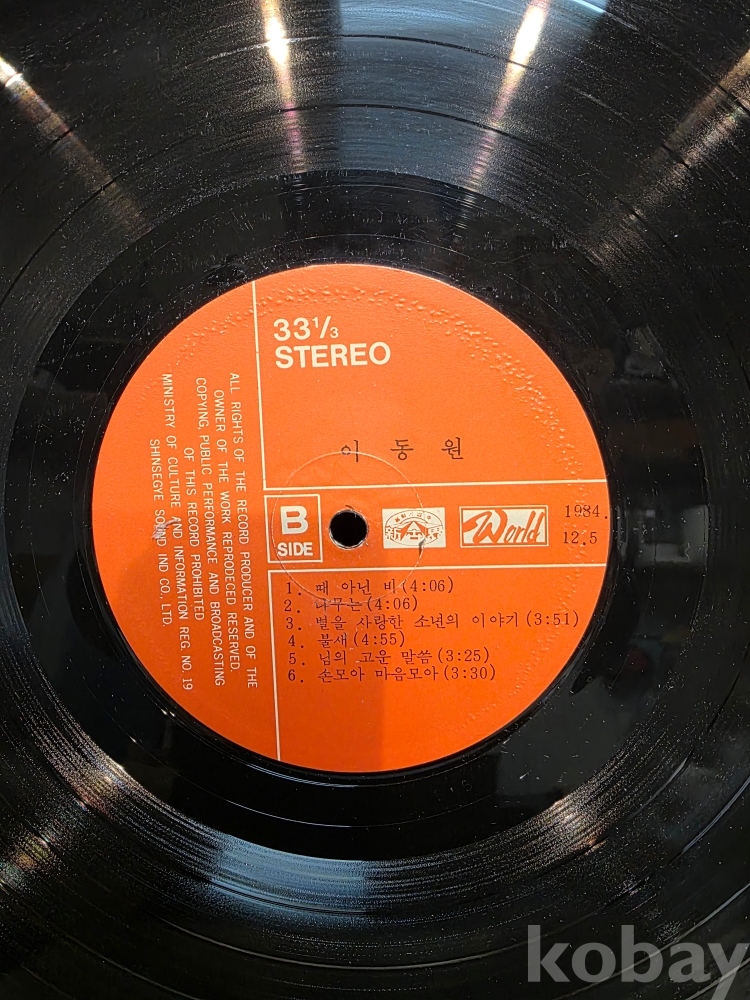 33 1/3
STEREO
이 동 원
B
SIDE
World
1984.
12.5
1. 때 아닌 비 (4:06)
2. 나무는 (4:06)
3. 별을 사랑한 소년의 이야기 (3:51)
4. 불새 (4:55)
5. 님의 고운 말씀 (3:25)
6. 손모아 마음모아 (3:30)
ALL RIGHTS OF THE RECORD PRODUCER AND OF THE
OWNER OF THE WORK REPRODECED RESERVED.
COPYING, PUBLIC PERFORMANCE AND BROADCASTING
OF THIS RECORD PROHIBITED
MINISTRY OF CULTURE AND INFORMATION REG. NO. 19
SHINSEGYE SOUND IND CO., LTD.
kobay